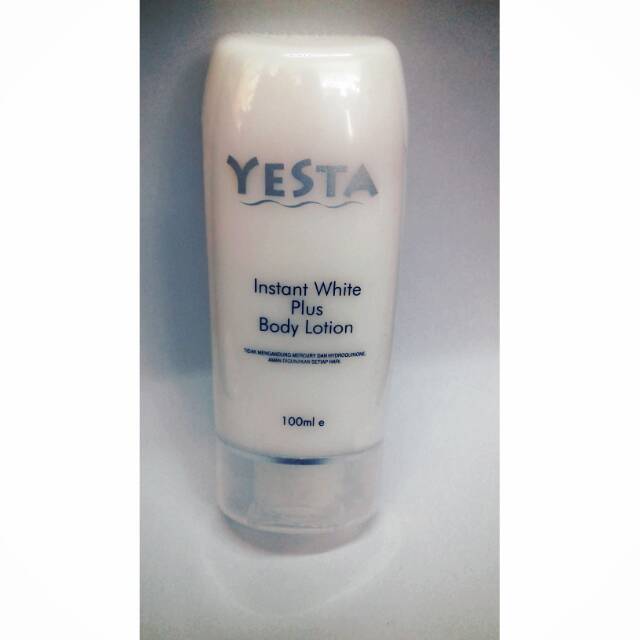 YESTA
Instant White
Plus
Body Lotion
TIDAK MENGANDUNG MERCURY DAN HYDROQUINONE,
AMAN DIGUNAKAN SETIAP HARI.
100ml e